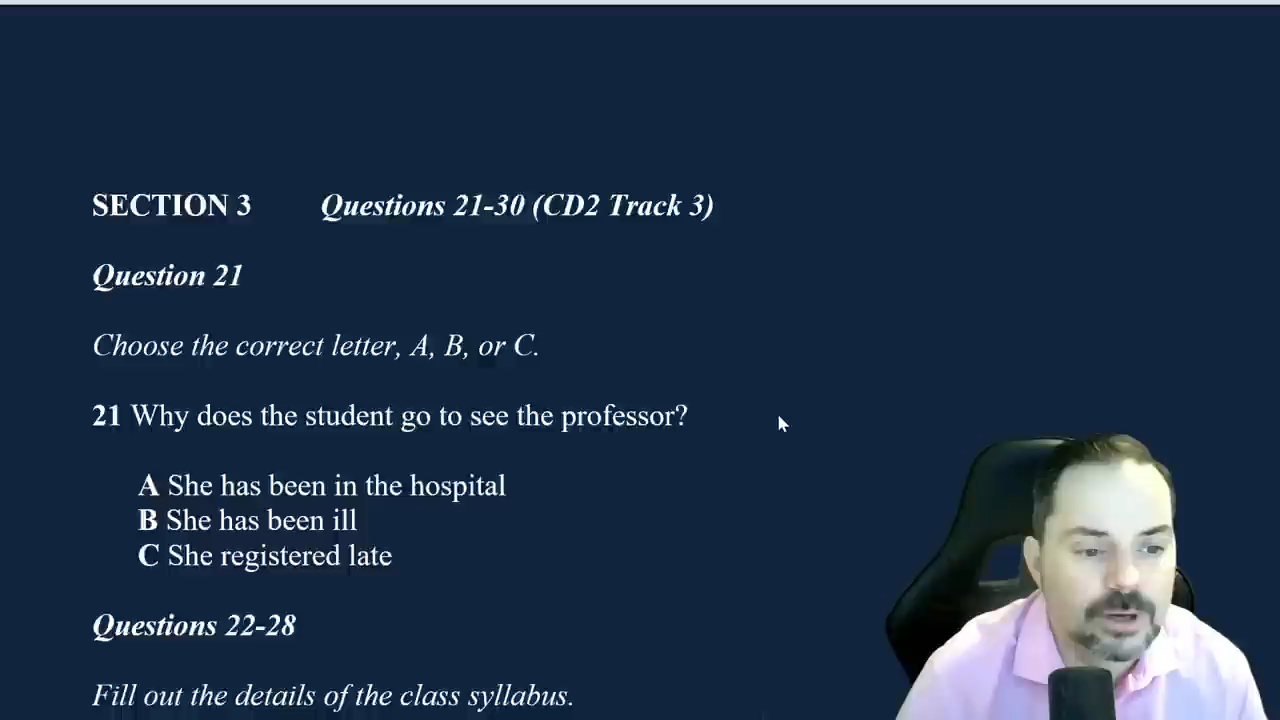 SECTION 3 Questions 21-30 (CD2 Track 3)
Question 21
Choose the correct letter, A, B, or C.
21 Why does the student go to see the professor?
A She has been in the hospital
B She has been ill
C She registered late
Questions 22-28
Fill out the details of the class syllabus.